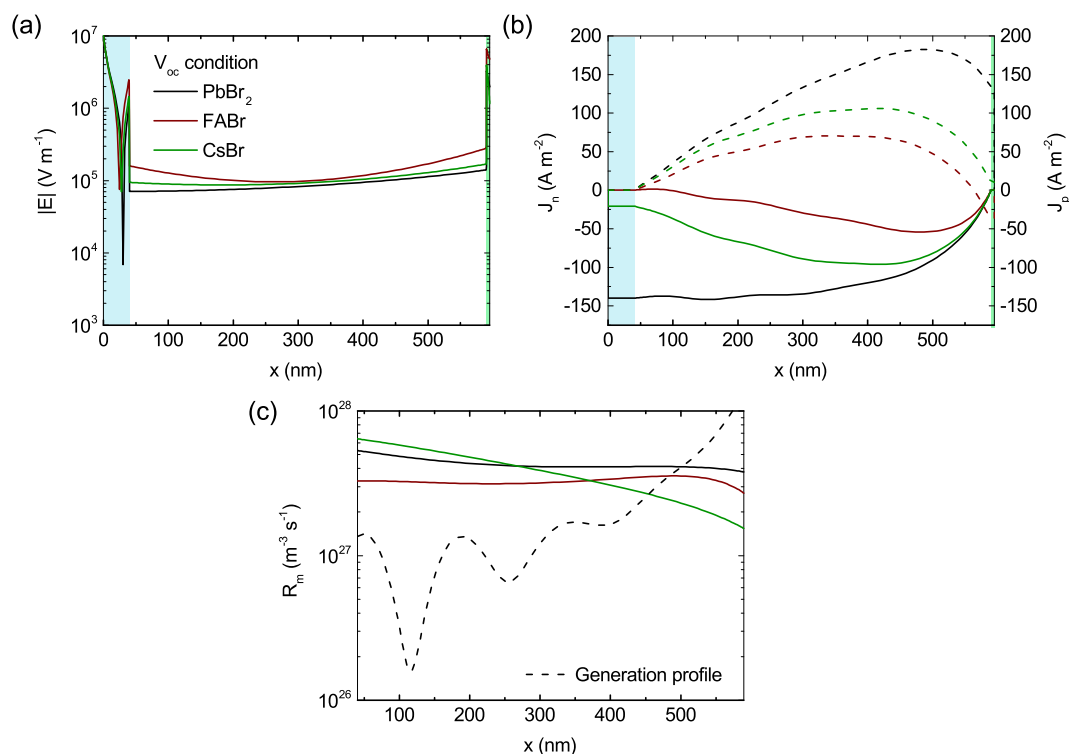 (a)
10⁷
10⁶
10⁵
10⁴
10³
|E| (V m⁻¹)
V_oc condition
PbBr₂
FABr
CsBr
0 100 200 300 400 500
x (nm)
(b)
200
150
100
50
0
-50
-100
-150
J_n (A m⁻²)
200
150
100
50
0
-50
-100
-150
J_p (A m⁻²)
0 100 200 300 400 500
x (nm)
(c)
10²⁸
10²⁷
10²⁶
R_m (m⁻³ s⁻¹)
Generation profile
100 200 300 400 500
x (nm)